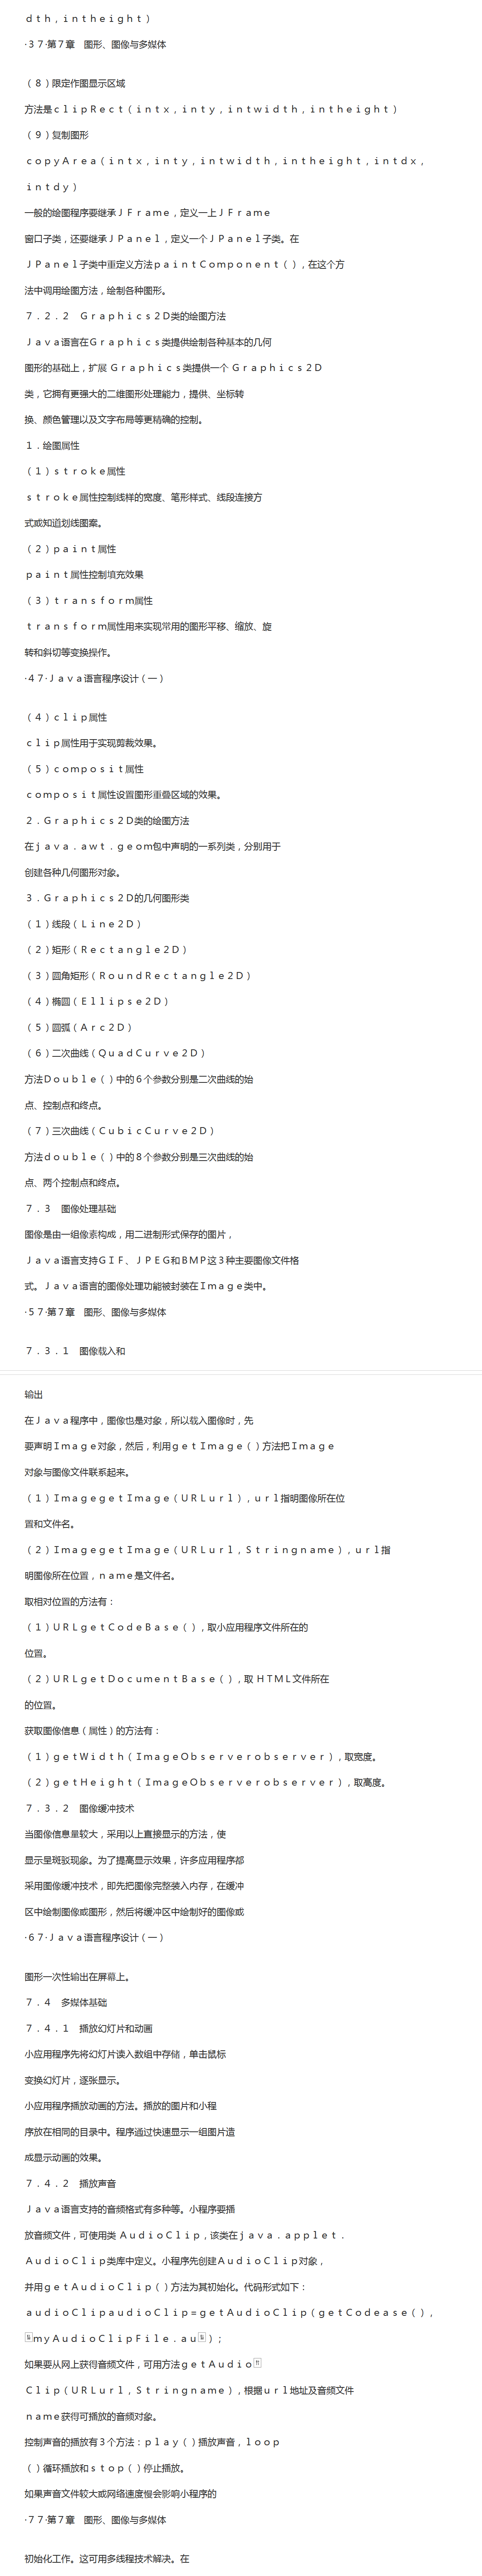 ｄｔｈ，ｉｎｔｈｅｉｇｈｔ）
·３７·第７章　图形、图像与多媒体
（８）限定作图显示区域
方法是ｃｌｉｐＲｅｃｔ（ｉｎｔｘ，ｉｎｔｙ，ｉｎｔｗｉｄｔｈ，ｉｎｔｈｅｉｇｈｔ）
（９）复制图形
ｃｏｐｙＡｒｅａ（ｉｎｔｘ，ｉｎｔｙ，ｉｎｔｗｉｄｔｈ，ｉｎｔｈｅｉｇｈｔ，ｉｎｔｄｘ，
ｉｎｔｄｙ）
一般的绘图程序要继承ＪＦｒａｍｅ，定义一上ＪＦｒａｍｅ
窗口子类，还要继承ＪＰａｎｅｌ，定义一个ＪＰａｎｅｌ子类。在
ＪＰａｎｅｌ子类中重定义方法ｐａｉｎｔＣｏｍｐｏｎｅｎｔ（），在这个方
法中调用绘图方法，绘制各种图形。
７．２．２　Ｇｒａｐｈｉｃｓ２Ｄ类的绘图方法
Ｊａｖａ语言在Ｇｒａｐｈｉｃｓ类提供绘制各种基本的几何
图形的基础上，扩展 Ｇｒａｐｈｉｃｓ类提供一个 Ｇｒａｐｈｉｃｓ２Ｄ
类，它拥有更强大的二维图形处理能力，提供、坐标转
换、颜色管理以及文字布局等更精确的控制。
１．绘图属性
（１）ｓｔｒｏｋｅ属性
ｓｔｒｏｋｅ属性控制线样的宽度、笔形样式、线段连接方
式或知道划线图案。
（２）ｐａｉｎｔ属性
ｐａｉｎｔ属性控制填充效果
（３）ｔｒａｎｓｆｏｒｍ属性
ｔｒａｎｓｆｏｒｍ属性用来实现常用的图形平移、缩放、旋
转和斜切等变换操作。
·４７·Ｊａｖａ语言程序设计（一）
（４）ｃｌｉｐ属性
ｃｌｉｐ属性用于实现剪裁效果。
（５）ｃｏｍｐｏｓｉｔ属性
ｃｏｍｐｏｓｉｔ属性设置图形重叠区域的效果。
２．Ｇｒａｐｈｉｃｓ２Ｄ类的绘图方法
在ｊａｖａ．ａｗｔ．ｇｅｏｍ包中声明的一系列类，分别用于
创建各种几何图形对象。
３．Ｇｒａｐｈｉｃｓ２Ｄ的几何图形类
（１）线段（Ｌｉｎｅ２Ｄ）
（２）矩形（Ｒｅｃｔａｎｇｌｅ２Ｄ）
（３）圆角矩形（ＲｏｕｎｄＲｅｃｔａｎｇｌｅ２Ｄ）
（４）椭圆（Ｅｌｌｉｐｓｅ２Ｄ）
（５）圆弧（Ａｒｃ２Ｄ）
（６）二次曲线（ＱｕａｄＣｕｒｖｅ２Ｄ）
方法Ｄｏｕｂｌｅ（）中的６个参数分别是二次曲线的始
点、控制点和终点。
（７）三次曲线（ＣｕｂｉｃＣｕｒｖｅ２Ｄ）
方法ｄｏｕｂｌｅ（）中的８个参数分别是三次曲线的始
点、两个控制点和终点。
７．３　图像处理基础
图像是由一组像素构成，用二进制形式保存的图片，
Ｊａｖａ语言支持ＧＩＦ、ＪＰＥＧ和ＢＭＰ这３种主要图像文件格
式。Ｊａｖａ语言的图像处理功能被封装在Ｉｍａｇｅ类中。
·５７·第７章　图形、图像与多媒体
７．３．１　图像载入和
输出
在Ｊａｖａ程序中，图像也是对象，所以载入图像时，先
要声明Ｉｍａｇｅ对象，然后，利用ｇｅｔＩｍａｇｅ（）方法把Ｉｍａｇｅ
对象与图像文件联系起来。
（１）ＩｍａｇｅｇｅｔＩｍａｇｅ（ＵＲＬｕｒｌ），ｕｒｌ指明图像所在位
置和文件名。
（２）ＩｍａｇｅｇｅｔＩｍａｇｅ（ＵＲＬｕｒｌ，Ｓｔｒｉｎｇｎａｍｅ），ｕｒｌ指
明图像所在位置，ｎａｍｅ是文件名。
取相对位置的方法有：
（１）ＵＲＬｇｅｔＣｏｄｅＢａｓｅ（），取小应用程序文件所在的
位置。
（２）ＵＲＬｇｅｔＤｏｃｕｍｅｎｔＢａｓｅ（），取 ＨＴＭＬ文件所在
的位置。
获取图像信息（属性）的方法有：
（１）ｇｅｔＷｉｄｔｈ（ＩｍａｇｅＯｂｓｅｒｖｅｒｏｂｓｅｒｖｅｒ），取宽度。
（２）ｇｅｔＨｅｉｇｈｔ（ＩｍａｇｅＯｂｓｅｒｖｅｒｏｂｓｅｒｖｅｒ），取高度。
７．３．２　图像缓冲技术
当图像信息量较大，采用以上直接显示的方法，使
显示呈斑驳现象。为了提高显示效果，许多应用程序都
采用图像缓冲技术，即先把图像完整装入内存，在缓冲
区中绘制图像或图形，然后将缓冲区中绘制好的图像或
·６７·Ｊａｖａ语言程序设计（一）
图形一次性输出在屏幕上。
７．４　多媒体基础
７．４．１　播放幻灯片和动画
小应用程序先将幻灯片读入数组中存储，单击鼠标
变换幻灯片，逐张显示。
小应用程序播放动画的方法。播放的图片和小程
序放在相同的目录中。程序通过快速显示一组图片造
成显示动画的效果。
７．４．２　播放声音
Ｊａｖａ语言支持的音频格式有多种等。小程序要播
放音频文件，可使用类 ＡｕｄｉｏＣｌｉｐ，该类在ｊａｖａ．ａｐｐｌｅｔ．
ＡｕｄｉｏＣｌｉｐ类库中定义。小程序先创建ＡｕｄｉｏＣｌｉｐ对象，
并用ｇｅｔＡｕｄｉｏＣｌｉｐ（）方法为其初始化。代码形式如下：
ａｕｄｉｏＣｌｉｐａｕｄｉｏＣｌｉｐ＝ｇｅｔＡｕｄｉｏＣｌｉｐ（ｇｅｔＣｏｄｅａｓｅ（），
ｍｙＡｕｄｉｏＣｌｉｐＦｉｌｅ．ａｕ）；
如果要从网上获得音频文件，可用方法ｇｅｔＡｕｄｉｏ
Ｃｌｉｐ（ＵＲＬｕｒｌ，Ｓｔｒｉｎｇｎａｍｅ），根据ｕｒｌ地址及音频文件
ｎａｍｅ获得可播放的音频对象。
控制声音的播放有３个方法：ｐｌａｙ（）播放声音，ｌｏｏｐ
（）循环播放和ｓｔｏｐ（）停止播放。
如果声音文件较大或网络速度慢会影响小程序的
·７７·第７章　图形、图像与多媒体
初始化工作。这可用多线程技术解决。在